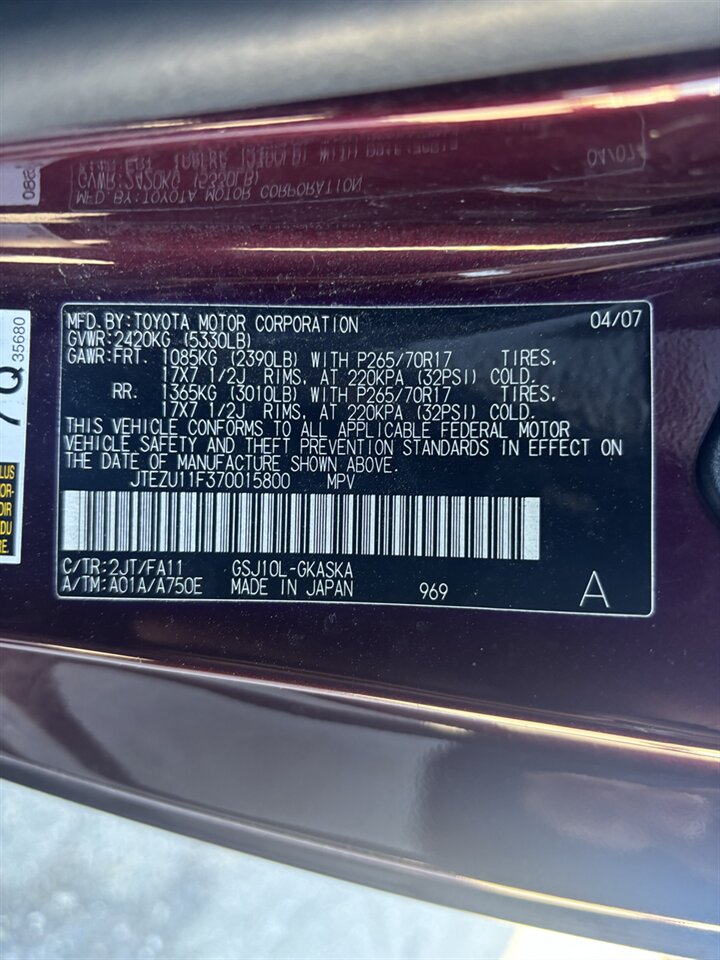 MFD.BY:TOYOTA MOTOR CORPORATION 04/07
GVWR:2420KG (5330LB)
GAWR:FRT. 1085KG (2390LB) WITH P265/70R17 TIRES,
17X7 1/2J RIMS, AT 220KPA (32PSI) COLD.
RR. 1365KG (3010LB) WITH P265/70R17 TIRES,
17X7 1/2J RIMS, AT 220KPA (32PSI) COLD.
THIS VEHICLE CONFORMS TO ALL APPLICABLE FEDERAL MOTOR
VEHICLE SAFETY AND THEFT PREVENTION STANDARDS IN EFFECT ON
THE DATE OF MANUFACTURE SHOWN ABOVE.
JTEZU11F370015800 MPV
C/TR:2JT/FA11 GSJ10L-GKASKA
A/TM:A01A/A750E MADE IN JAPAN 969 A
Q
35680